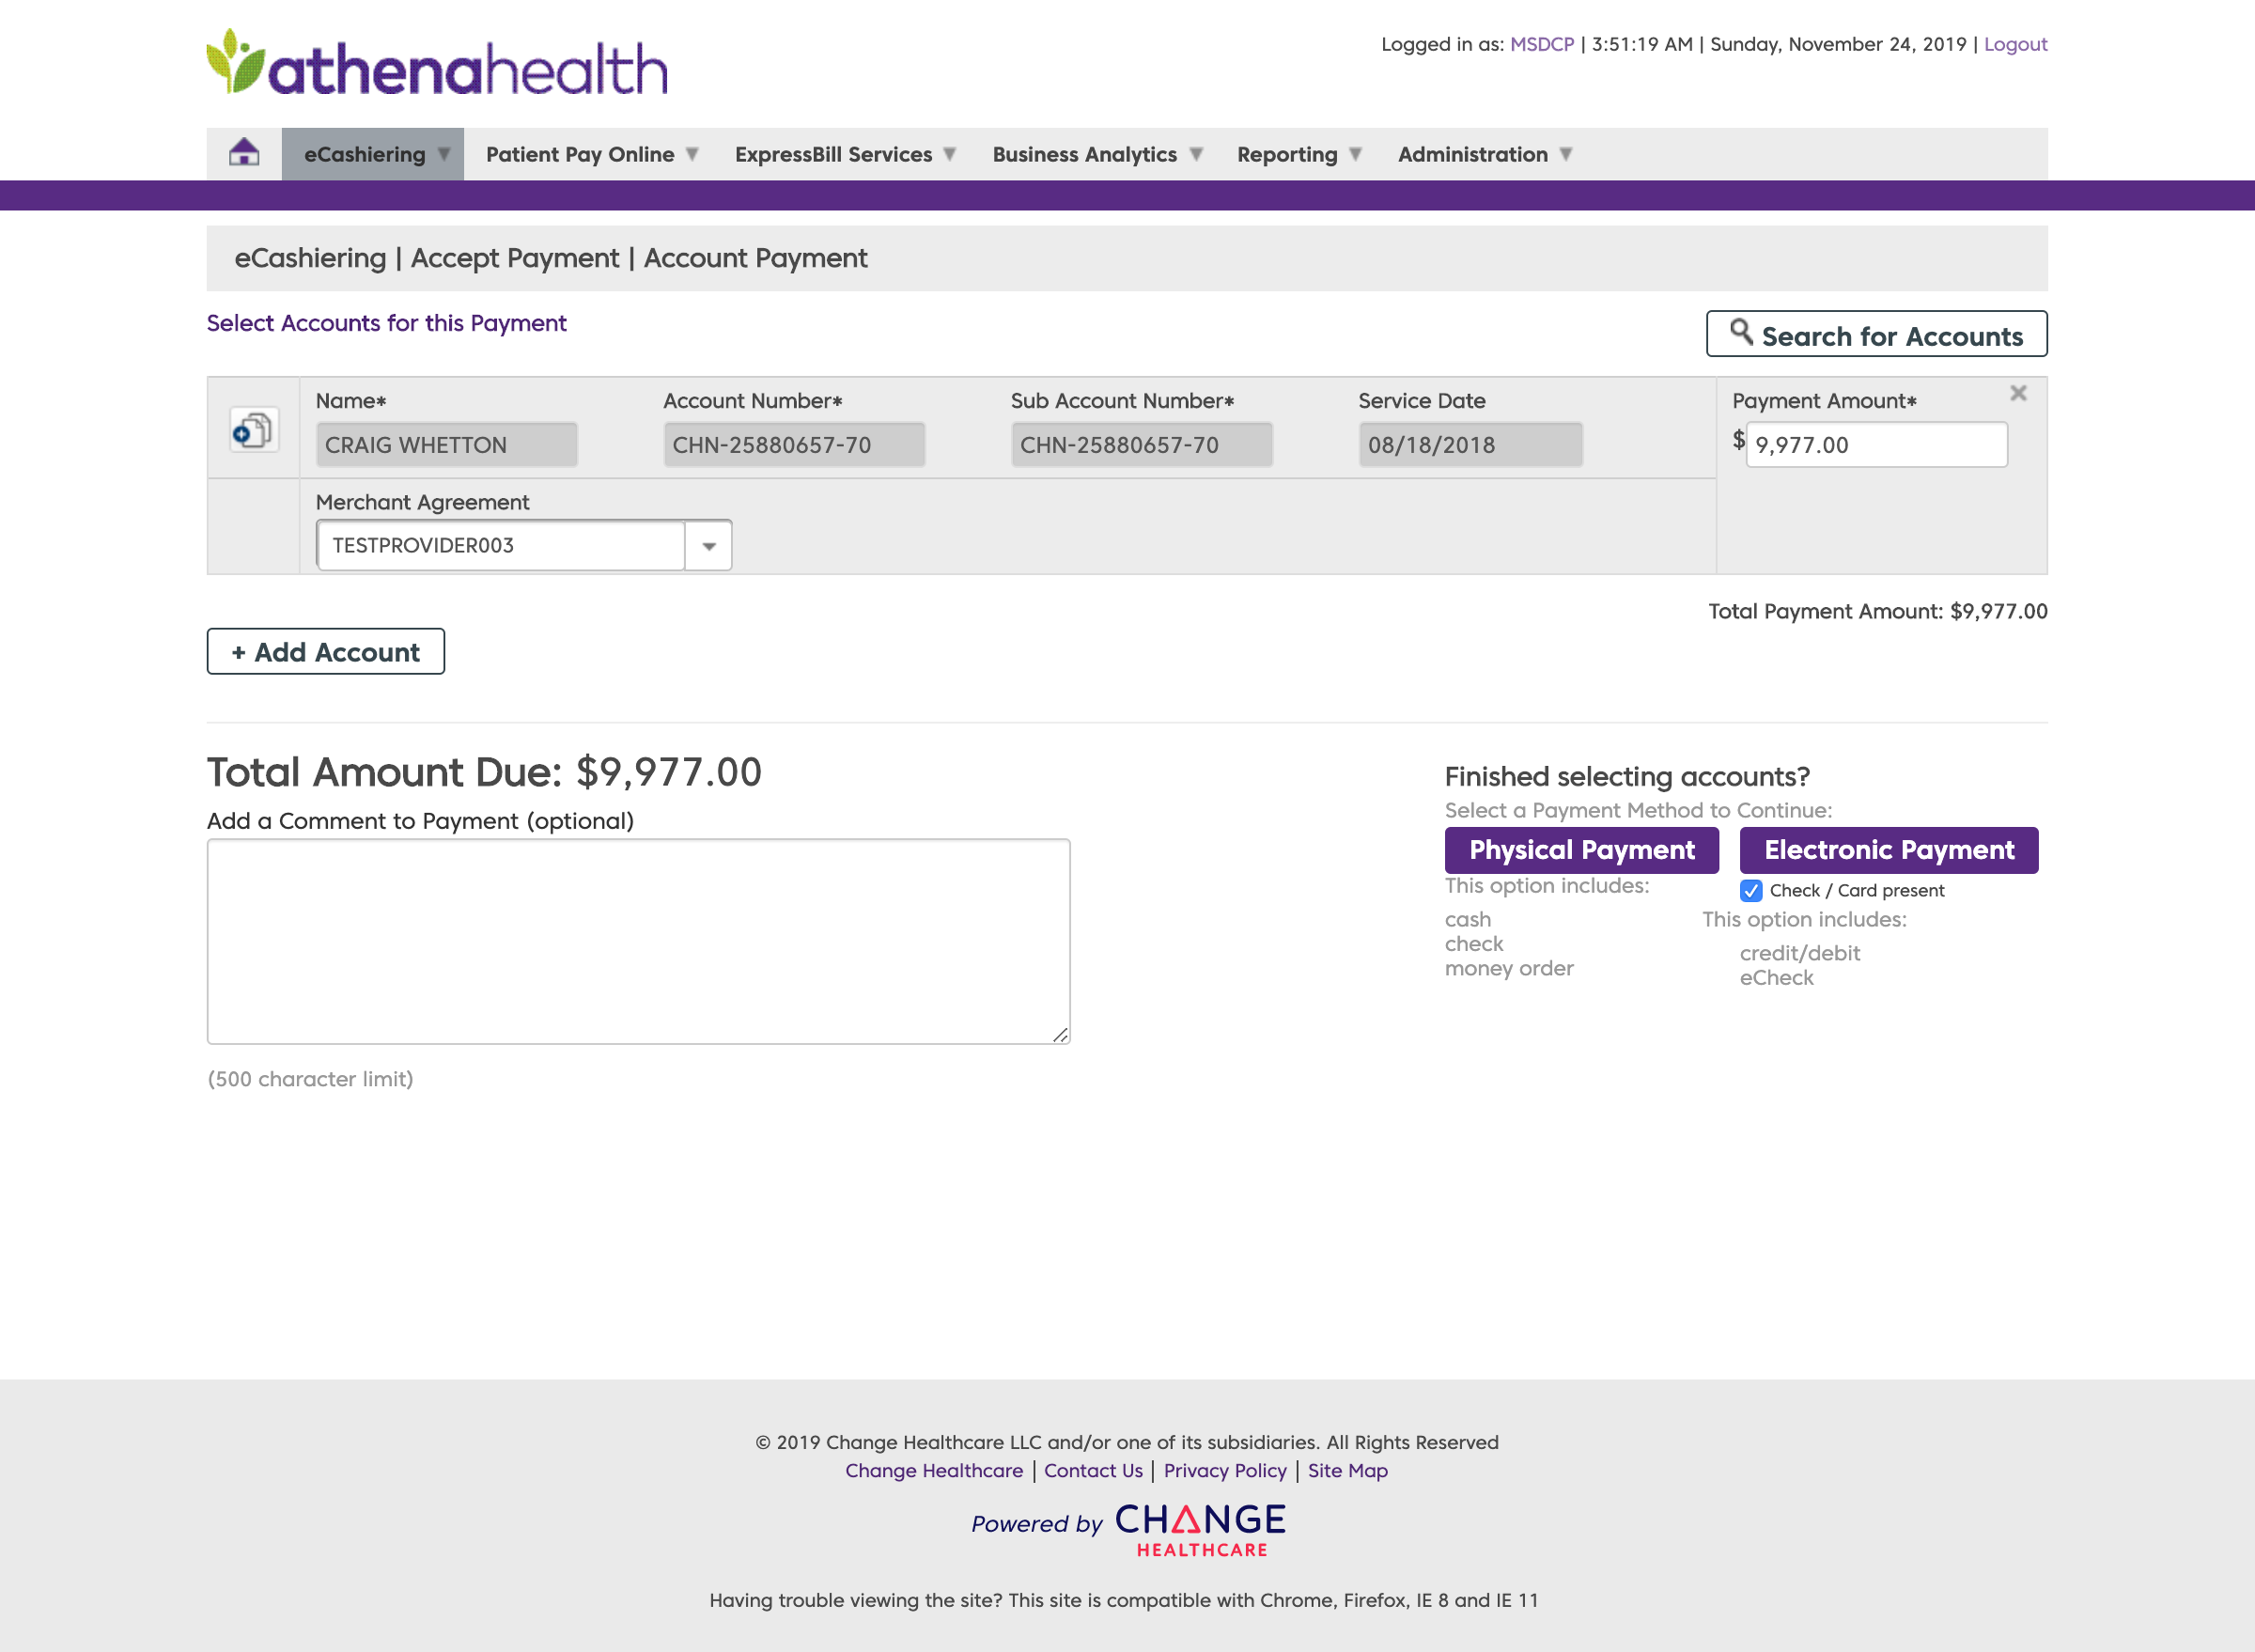 athenahealth
Logged in as: MSDCP | 3:51:19 AM | Sunday, November 24, 2019 | Logout
eCashiering Patient Pay Online ExpressBill Services Business Analytics Reporting Administration
eCashiering | Accept Payment | Account Payment
Select Accounts for this Payment
Search for Accounts
Name* Account Number* Sub Account Number* Service Date Payment Amount*
CRAIG WHETTON CHN-25880657-70 CHN-25880657-70 08/18/2018 $ 9,977.00
Merchant Agreement
TESTPROVIDER003
Total Payment Amount: $9,977.00
+ Add Account
Total Amount Due: $9,977.00
Add a Comment to Payment (optional)
(500 character limit)
Finished selecting accounts?
Select a Payment Method to Continue:
Physical Payment
This option includes:
cash
check
money order
Electronic Payment
Check / Card present
This option includes:
credit/debit
eCheck
© 2019 Change Healthcare LLC and/or one of its subsidiaries. All Rights Reserved
Change Healthcare | Contact Us | Privacy Policy | Site Map
Powered by CHANGE
HEALTHCARE
Having trouble viewing the site? This site is compatible with Chrome, Firefox, IE 8 and IE 11